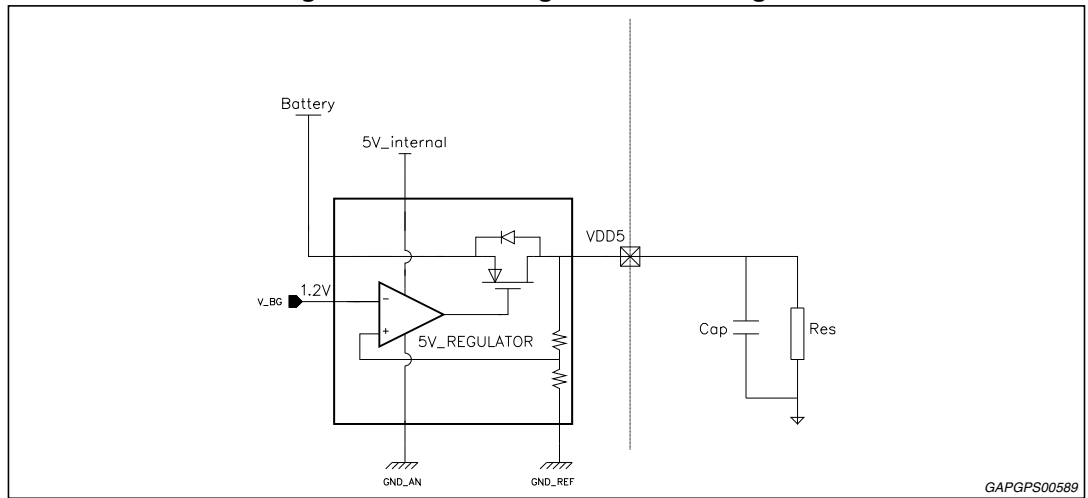 Battery
5V_internal
VDD5
V_BG
1.2V
-
+
5V_REGULATOR
Cap
Res
GND_AN
GND_REF
GAPGPS00589